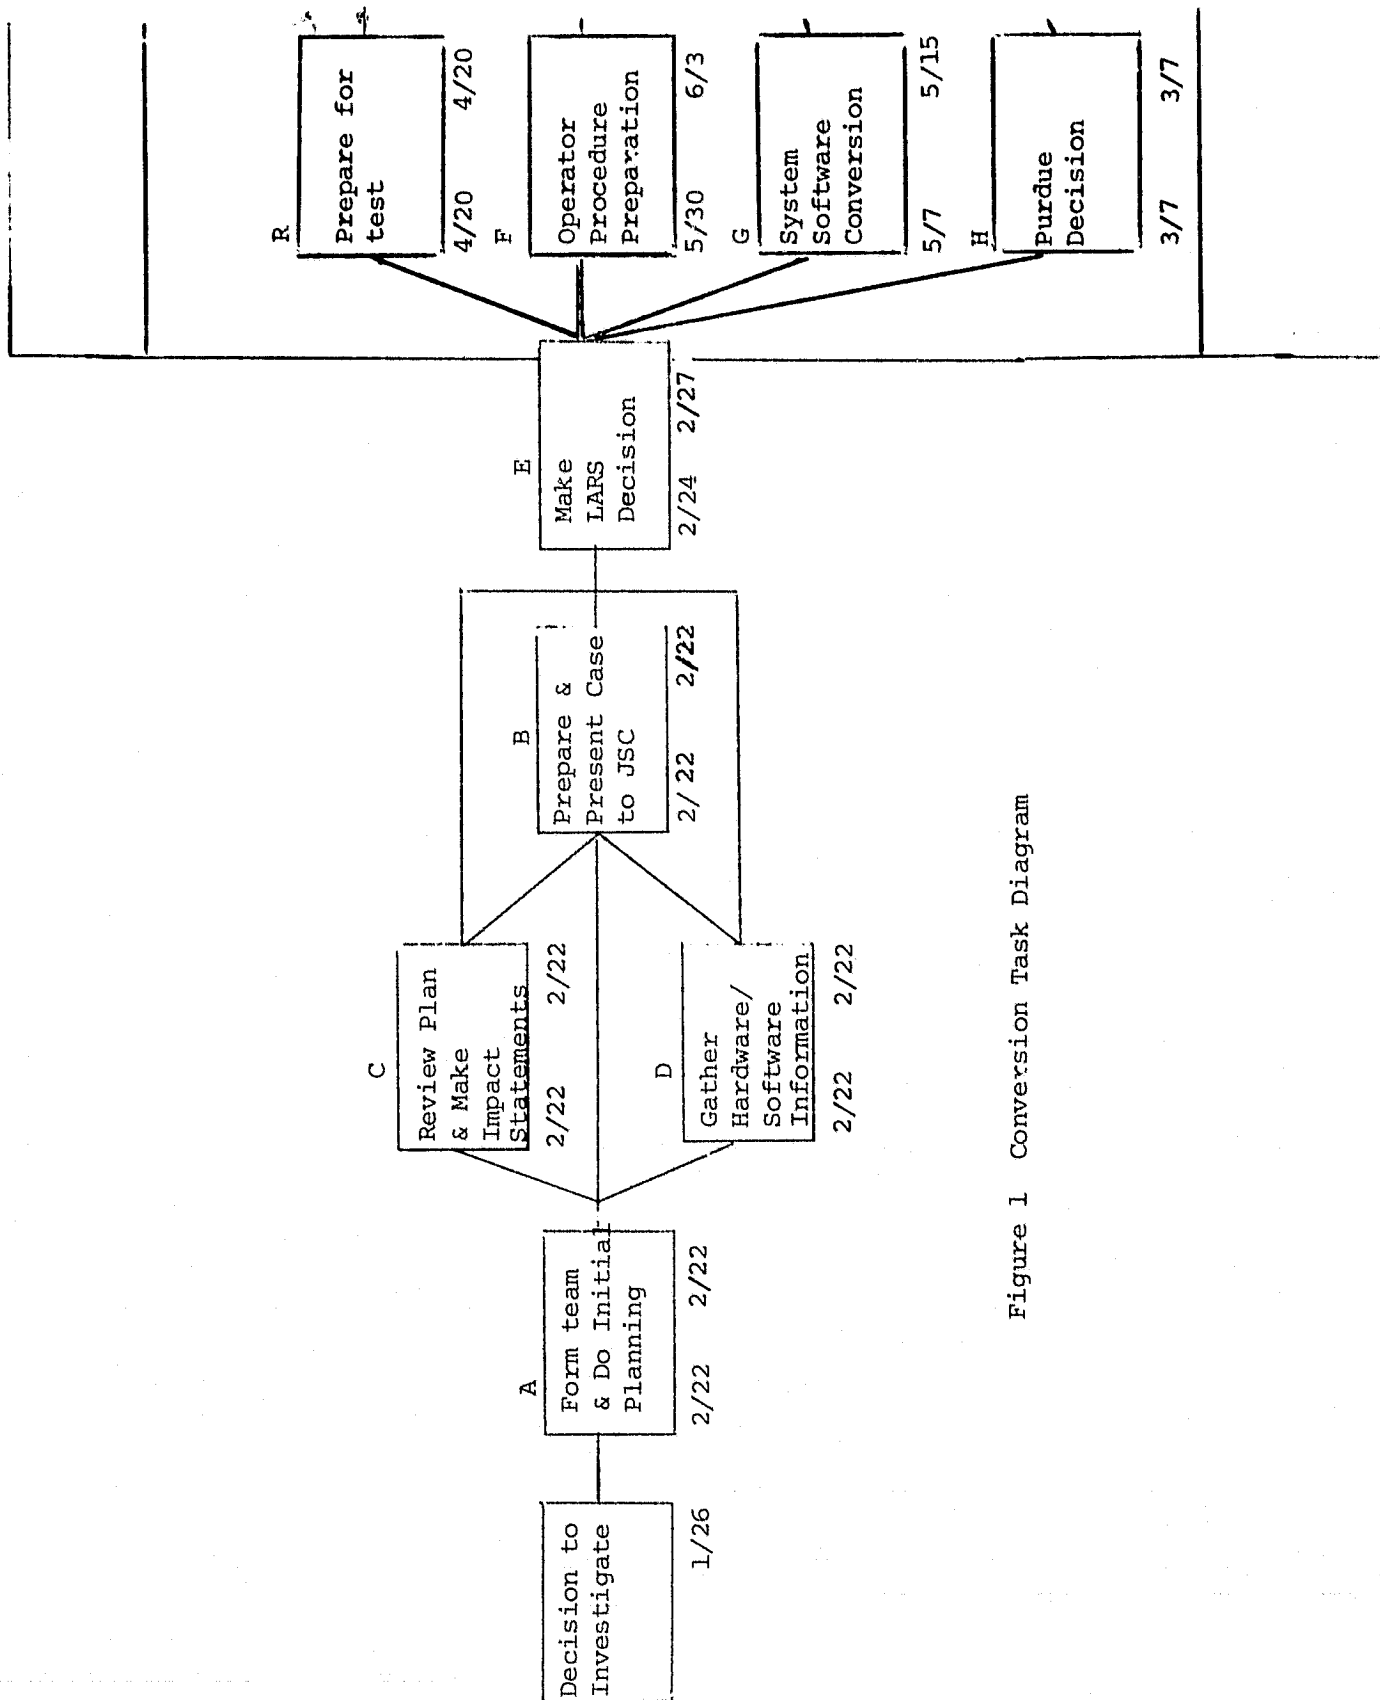 Decision to
Investigate
1/26
A
Form team
& Do Initial
Planning
2/22 2/22
C
Review Plan
& Make
Impact
Statements
2/22 2/22
D
Gather
Hardware/
Software
Information
2/22 2/22
B
Prepare &
Present Case
to JSC
2/22 2/22
E
Make
LARS
Decision
2/24 2/27
R
Prepare for
test
4/20 4/20
F
Operator
Procedure
Preparation
5/30 6/3
G
System
Software
Conversion
5/7 5/15
H
Purdue
Decision
3/7 3/7
Figure 1 Conversion Task Diagram